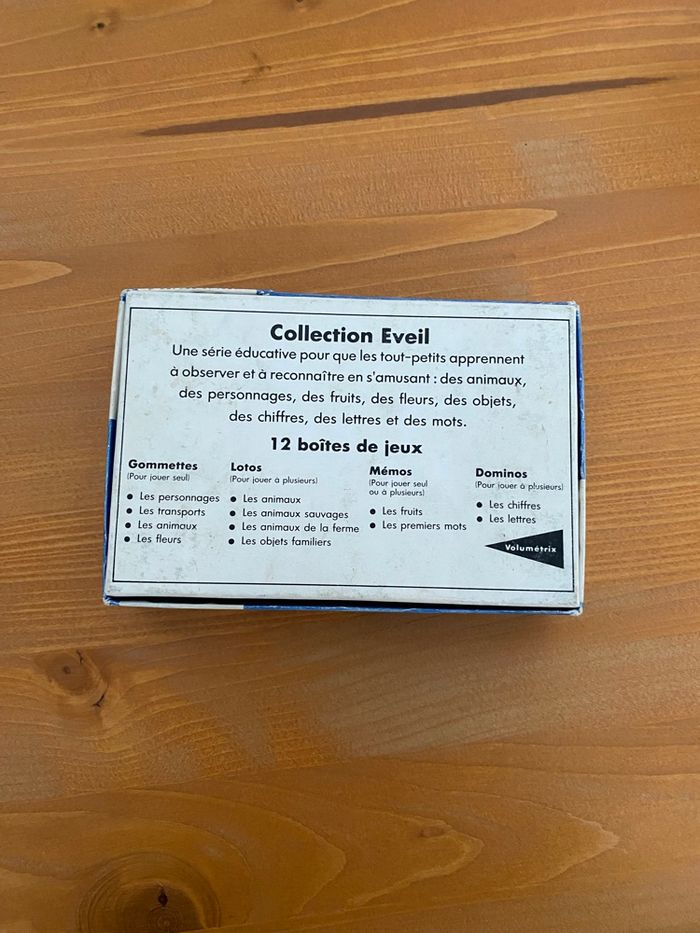 Collection Eveil
Une série éducative pour que les tout-petits apprennent
à observer et à reconnaître en s'amusant : des animaux,
des personnages, des fruits, des fleurs, des objets,
des chiffres, des lettres et des mots.
12 boîtes de jeux
Gommettes
(Pour jouer seul)
● Les personnages
● Les transports
● Les animaux
● Les fleurs
Lotos
(Pour jouer à plusieurs)
● Les animaux
● Les animaux sauvages
● Les animaux de la ferme
● Les objets familiers
Mémos
(Pour jouer seul
ou à plusieurs)
● Les fruits
● Les premiers mots
Dominos
(Pour jouer à plusieurs)
● Les chiffres
● Les lettres
Volumétrix